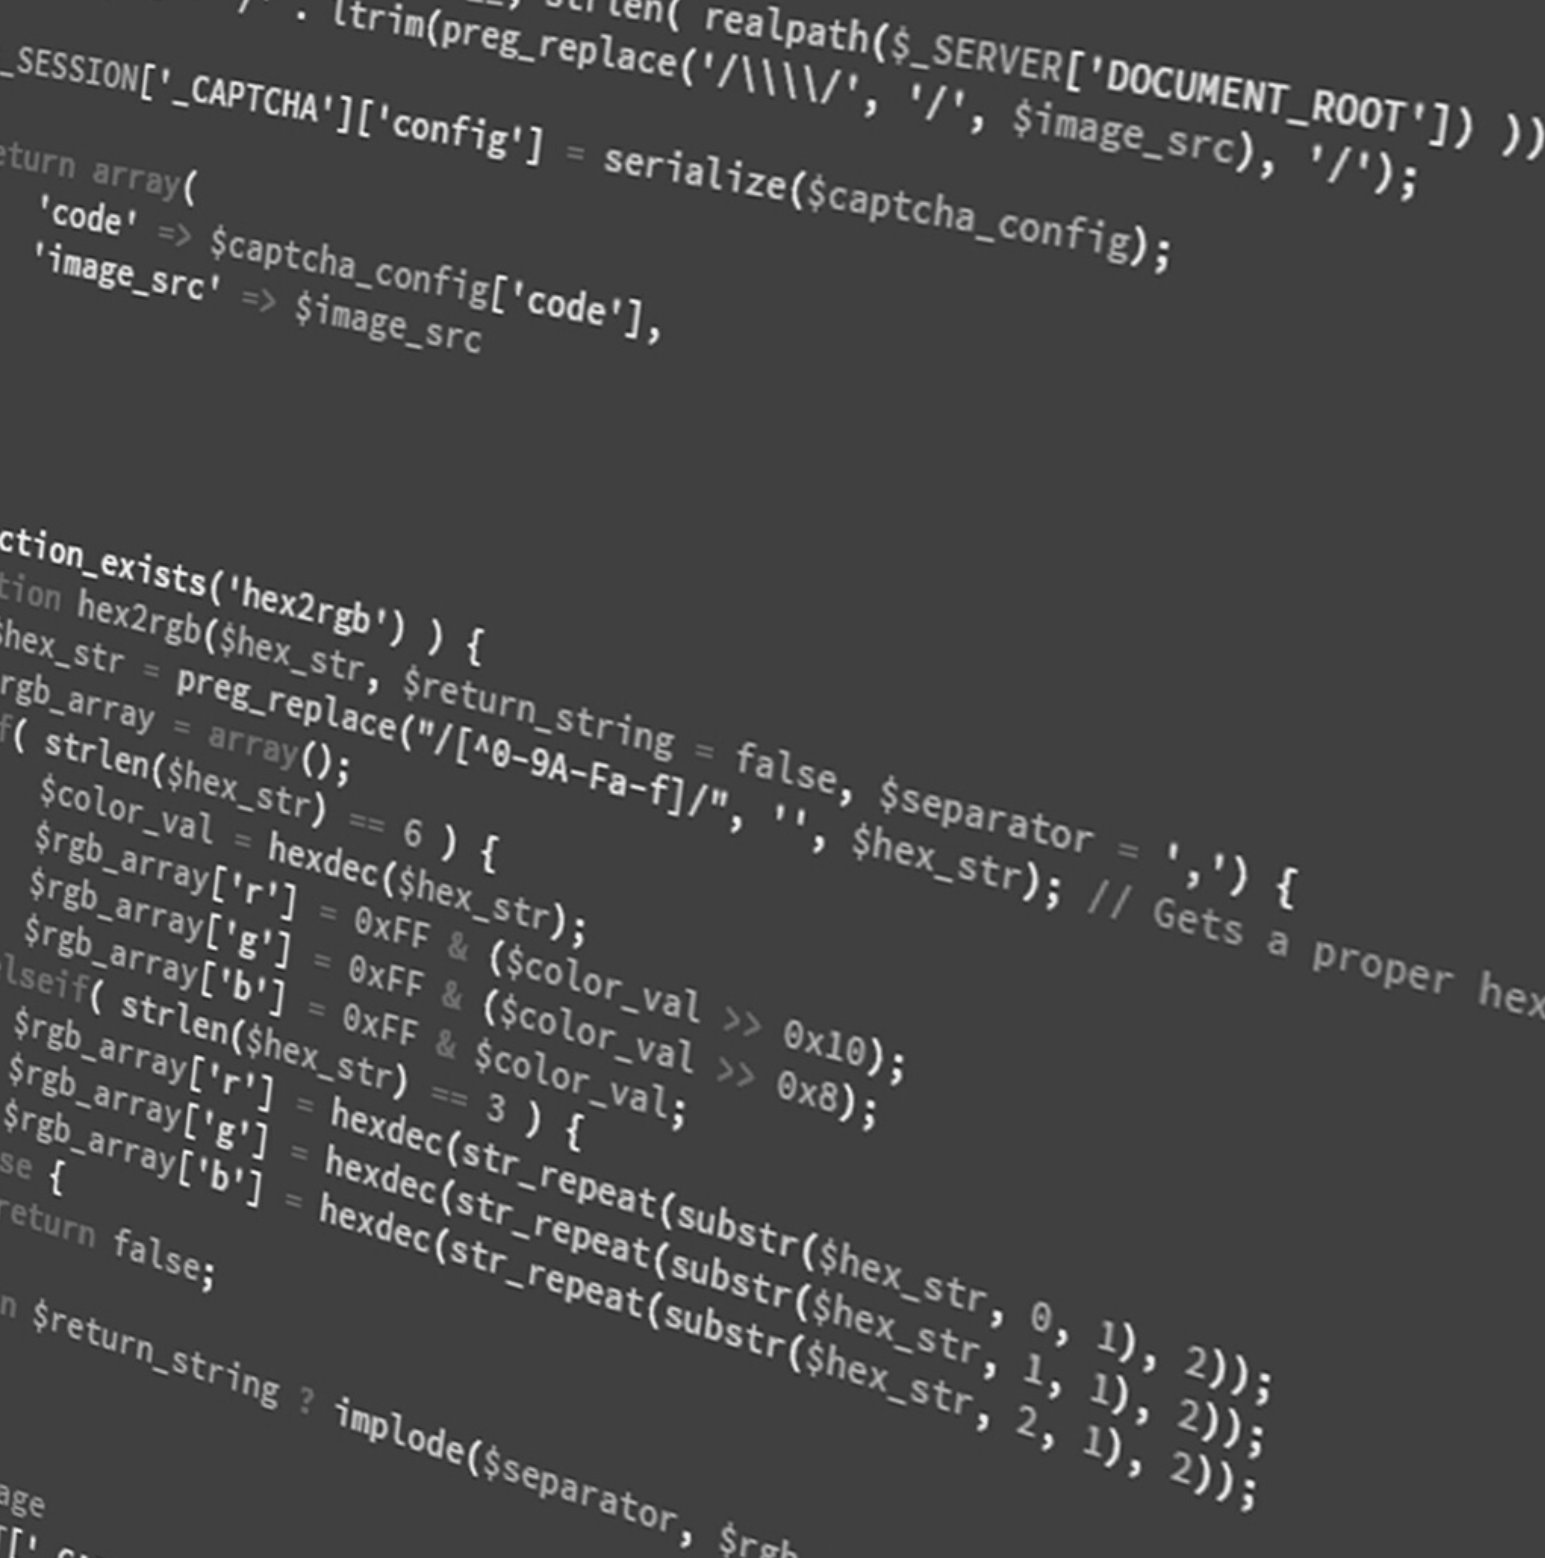 strlen( realpath($_SERVER['DOCUMENT_ROOT']) ))
. ltrim(preg_replace('/\\\\/', '/', $image_src), '/');
_SESSION['_CAPTCHA']['config'] = serialize($captcha_config);
eturn array(
'code' => $captcha_config['code'],
'image_src' => $image_src
ction_exists('hex2rgb') ) {
tion hex2rgb($hex_str, $return_string = false, $separator = ',') {
$hex_str = preg_replace("/[^0-9A-Fa-f]/", '', $hex_str); // Gets a proper hex
rgb_array = array();
f( strlen($hex_str) == 6 ) {
$color_val = hexdec($hex_str);
$rgb_array['r'] = 0xFF & ($color_val >> 0x10);
$rgb_array['g'] = 0xFF & ($color_val >> 0x8);
$rgb_array['b'] = 0xFF & $color_val;
lseif( strlen($hex_str) == 3 ) {
$rgb_array['r'] = hexdec(str_repeat(substr($hex_str, 0, 1), 2));
$rgb_array['g'] = hexdec(str_repeat(substr($hex_str, 1, 1), 2));
$rgb_array['b'] = hexdec(str_repeat(substr($hex_str, 2, 1), 2));
se {
return false;
n $return_string ? implode($separator, $rgb
age